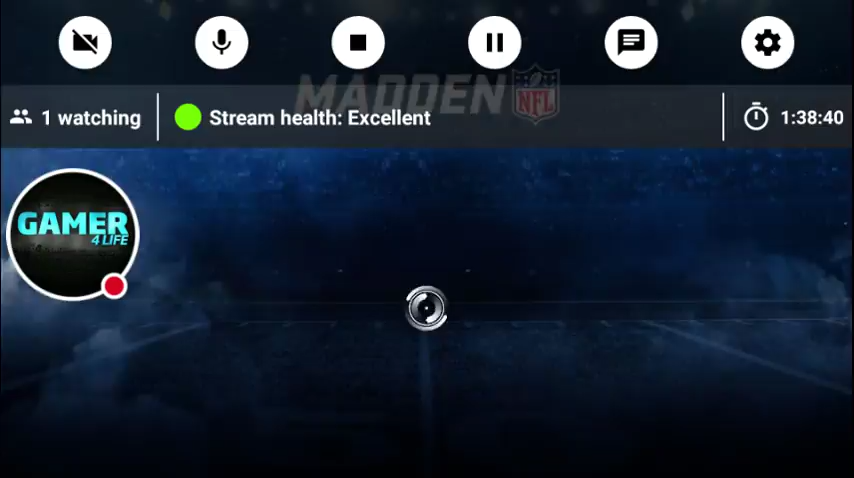 MADDEN NFL
1 watching
Stream health: Excellent
1:38:40
GAMER
4 LIFE